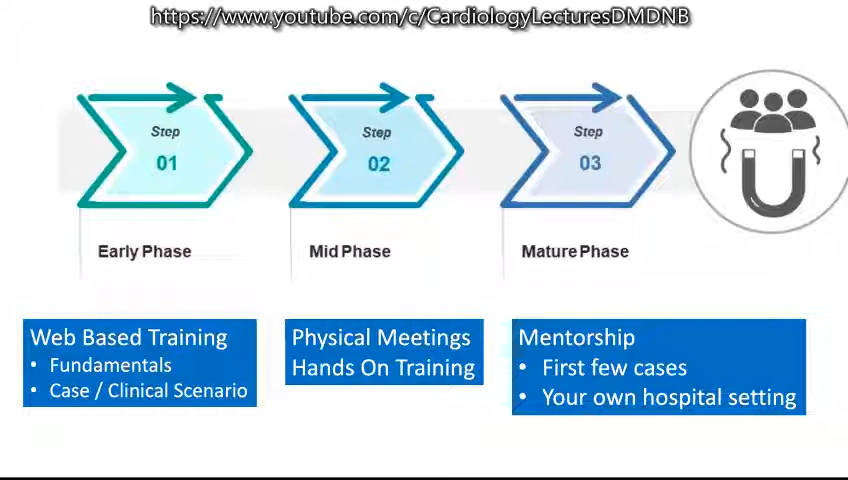 https://www.youtube.com/c/CardiologyLecturesDMDNB
Step
01
Step
02
Step
03
Early Phase
Mid Phase
Mature Phase
Web Based Training
• Fundamentals
• Case / Clinical Scenario
Physical Meetings
Hands On Training
Mentorship
• First few cases
• Your own hospital setting